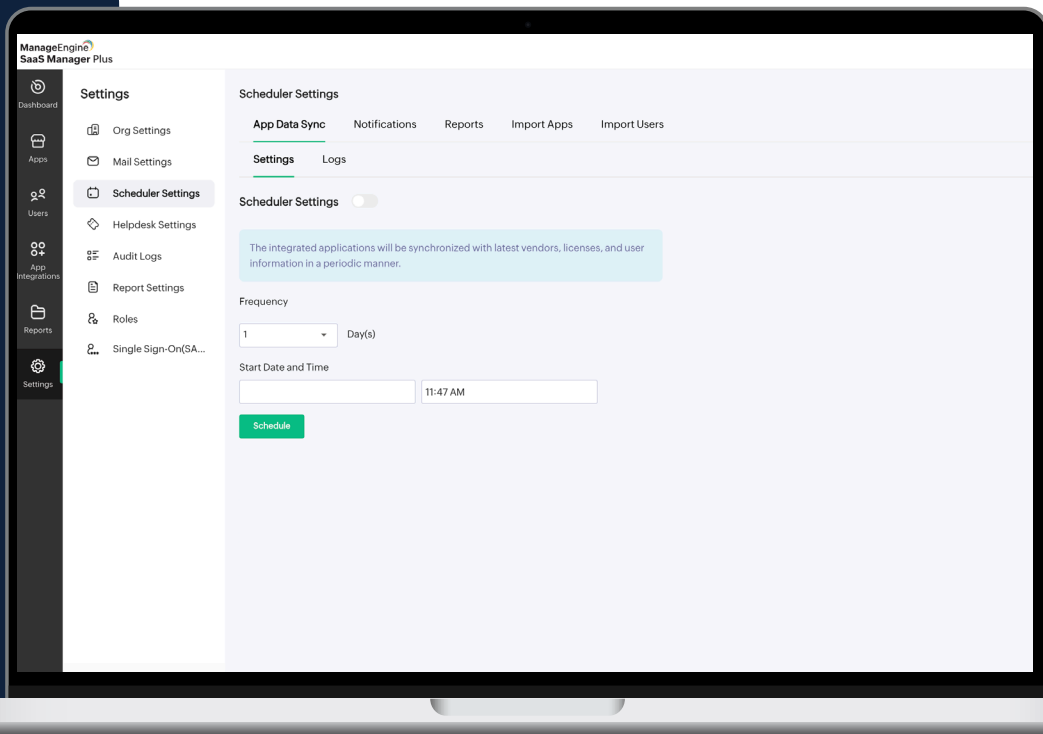 ManageEngine
SaaS Manager Plus
Dashboard
Apps
Users
App
Integrations
Reports
Settings
Settings
Org Settings
Mail Settings
Scheduler Settings
Helpdesk Settings
Audit Logs
Report Settings
Roles
Single Sign-On(SA...
Scheduler Settings
App Data Sync Notifications Reports Import Apps Import Users
Settings Logs
Scheduler Settings
The integrated applications will be synchronized with latest vendors, licenses, and user
information in a periodic manner.
Frequency
1 Day(s)
Start Date and Time
11:47 AM
Schedule